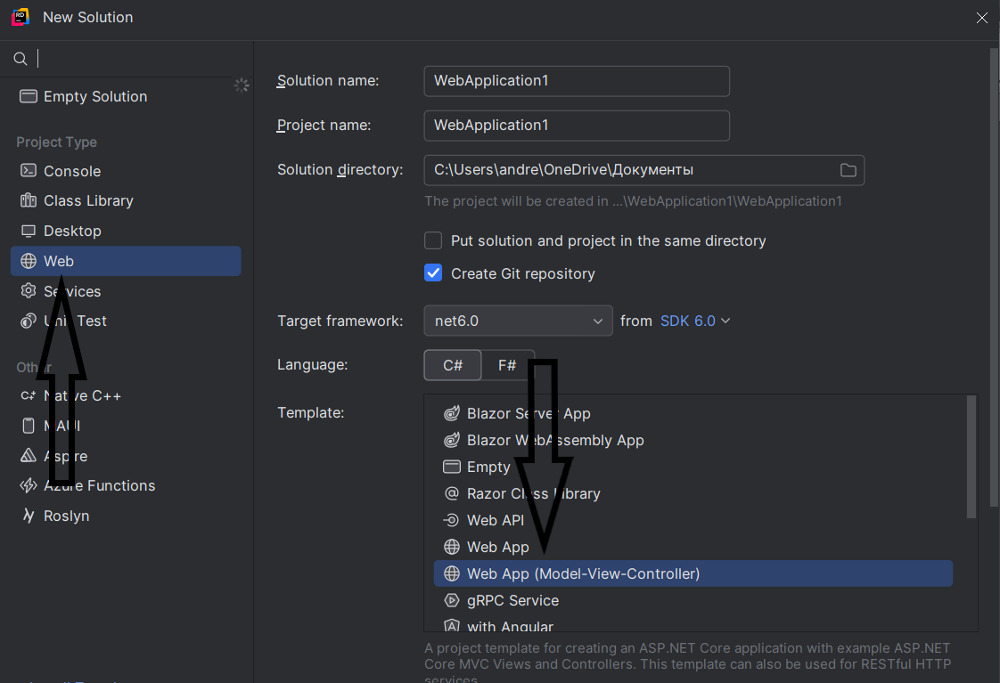 New Solution
Empty Solution
Project Type
Console
Class Library
Desktop
Web
Services
Unit Test
Other
Native C++
MAUI
Aspire
Azure Functions
Roslyn
Solution name: WebApplication1
Project name: WebApplication1
Solution directory: C:\Users\andre\OneDrive\Документы
The project will be created in ...\WebApplication1\WebApplication1
Put solution and project in the same directory
Create Git repository
Target framework: net6.0 from SDK 6.0
Language: C# F#
Template:
Blazor Server App
Blazor WebAssembly App
Empty
Razor Class Library
Web API
Web App
Web App (Model-View-Controller)
gRPC Service
with Angular
A project template for creating an ASP.NET Core application with example ASP.NET
Core MVC Views and Controllers. This template can also be used for RESTful HTTP
services.